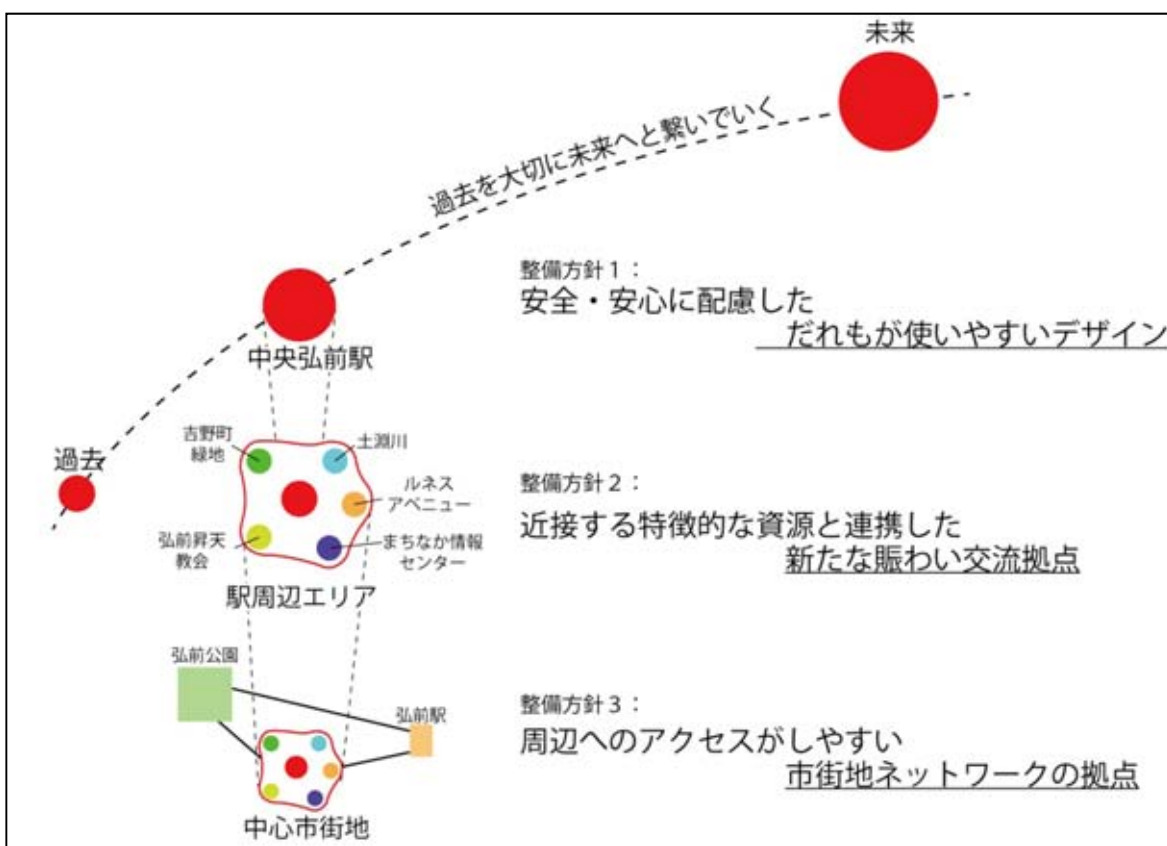 未来
過去を大切に未来へと繋いでいく
整備方針1:
安全・安心に配慮した
だれもが使いやすいデザイン
中央弘前駅
過去
吉野町
緑地
土淵川
ルネス
アベニュー
弘前昇天
教会
まちなか情報
センター
駅周辺エリア
整備方針2:
近接する特徴的な資源と連携した
新たな賑わい交流拠点
弘前公園
弘前駅
中心市街地
整備方針3:
周辺へのアクセスがしやすい
市街地ネットワークの拠点